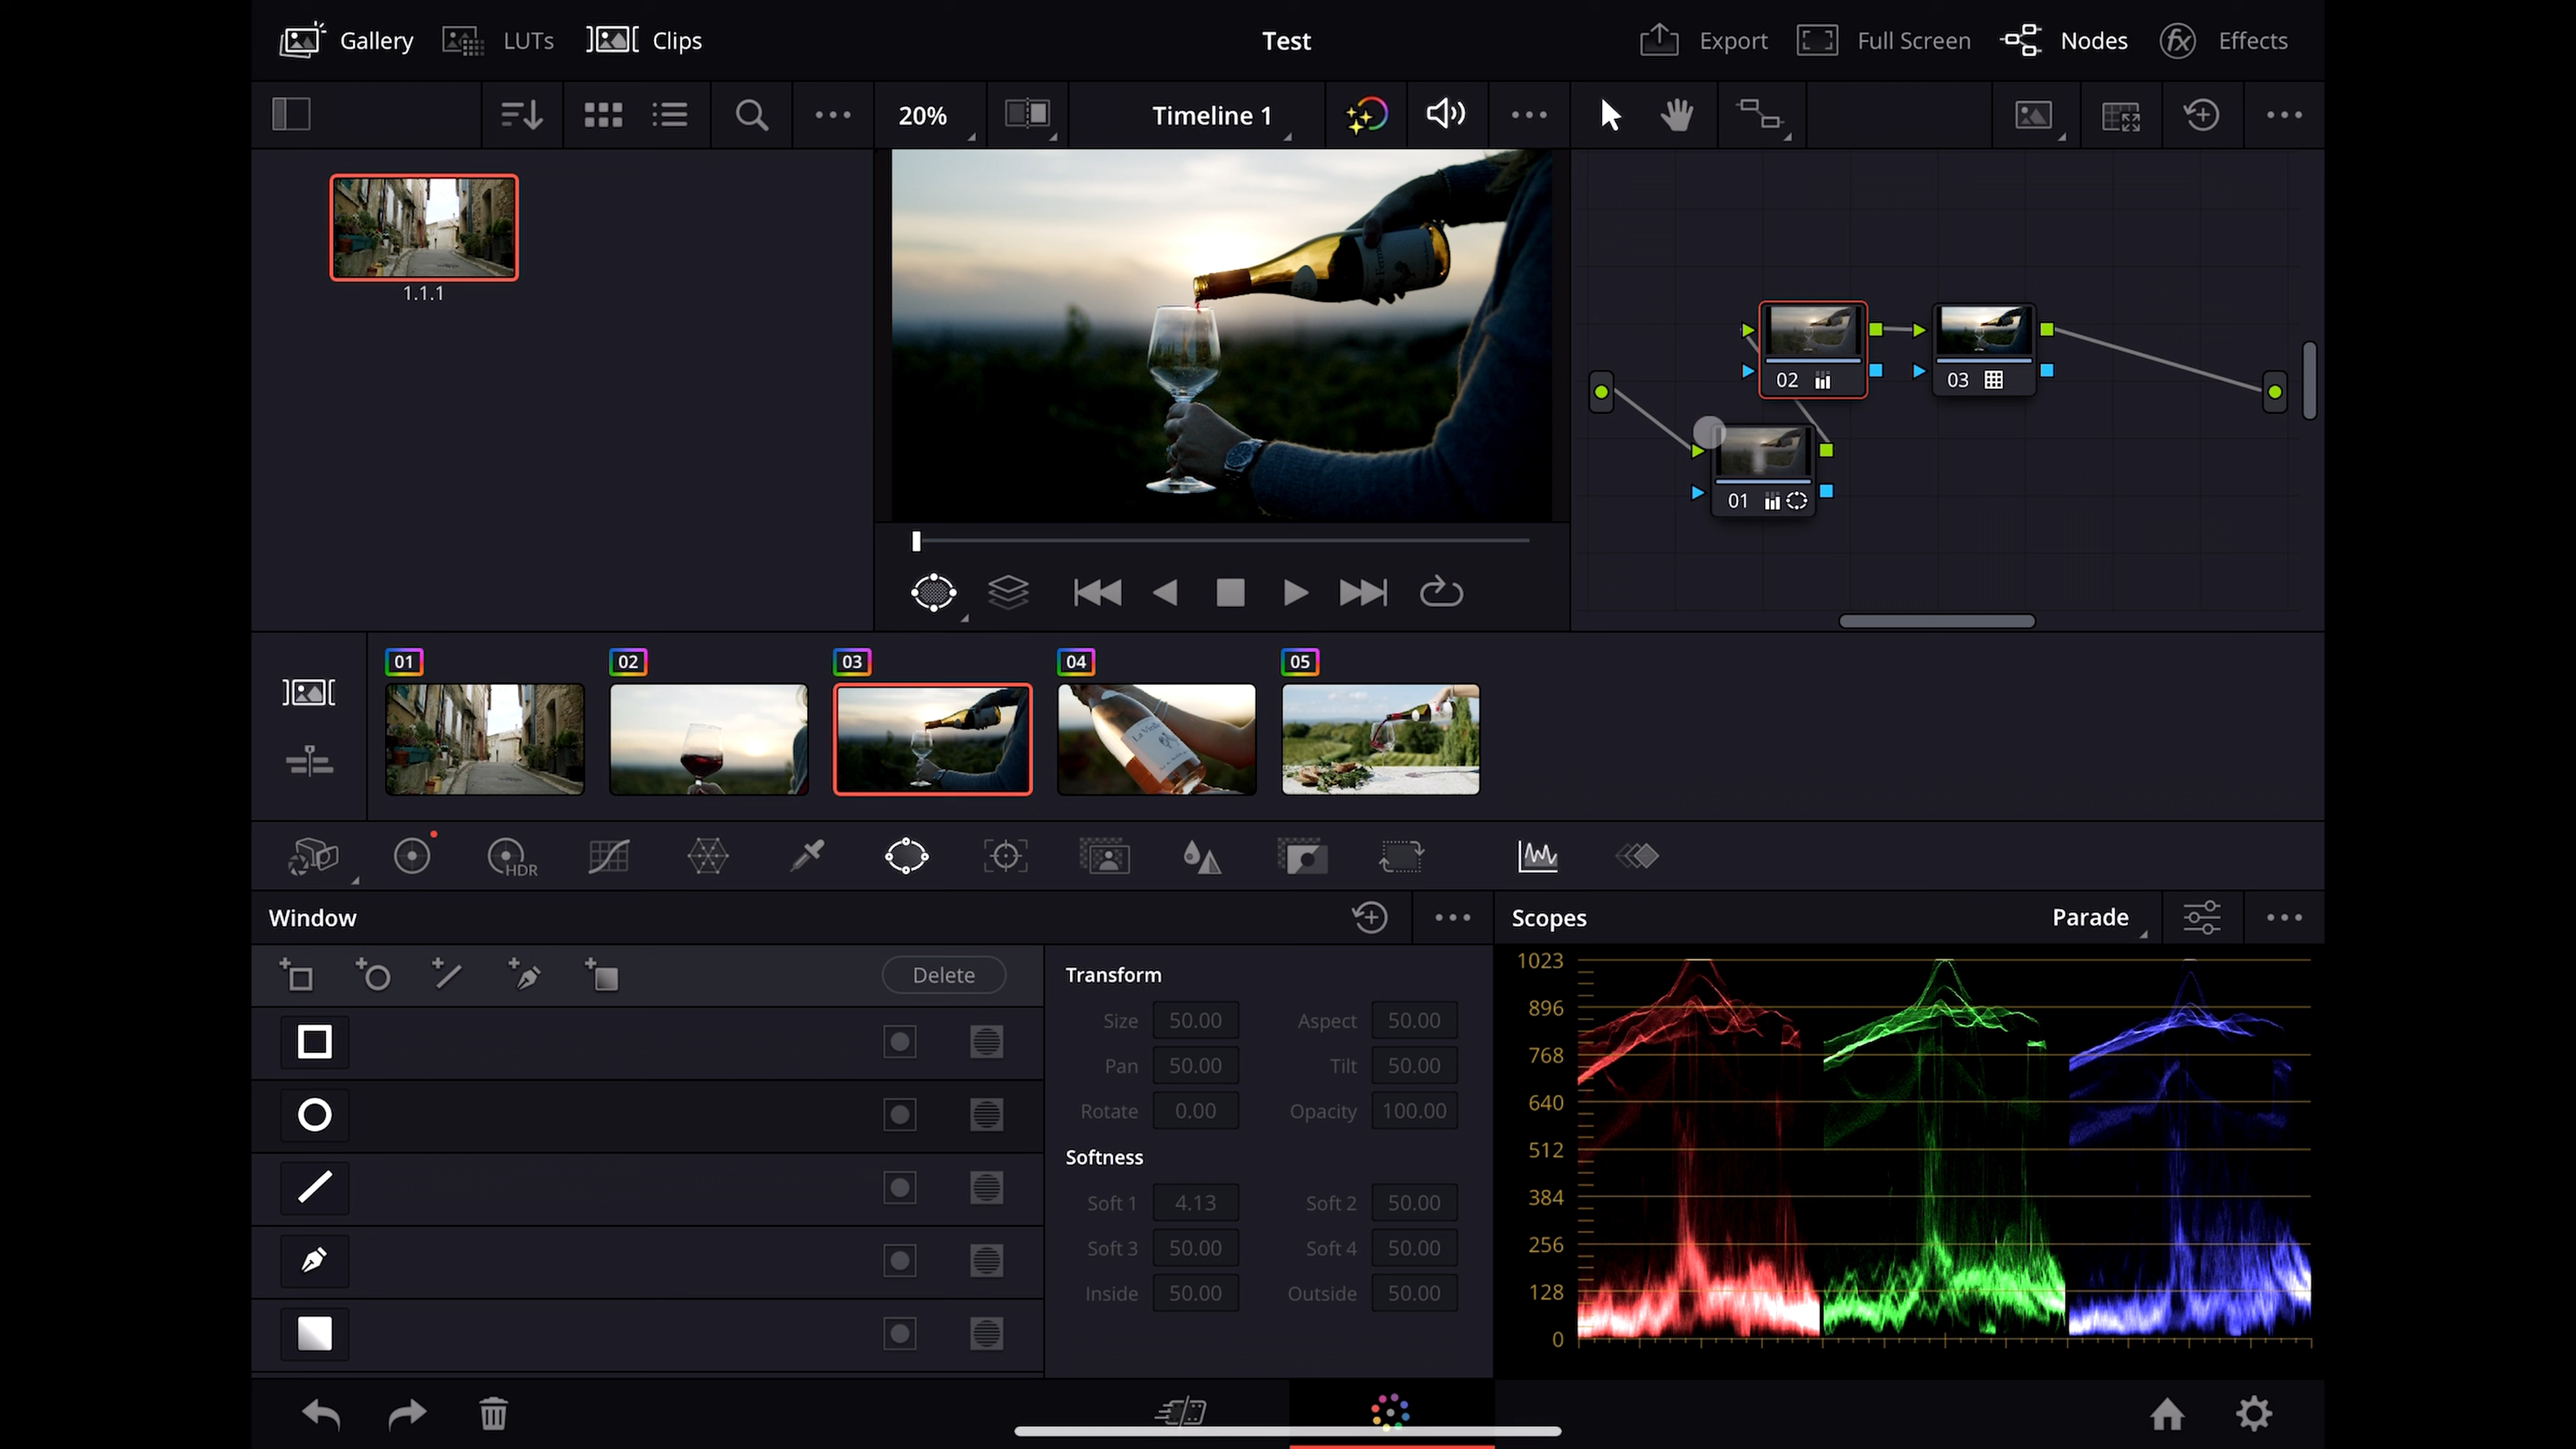 Gallery LUTs Clips Test Export Full Screen Nodes Effects
20% Timeline 1
1.1.1
02 03
01
01 02 03 04 05
HDR
Window Scopes Parade
Delete
Transform
Size 50.00 Aspect 50.00
Pan 50.00 Tilt 50.00
Rotate 0.00 Opacity 100.00
Softness
Soft 1 4.13 Soft 2 50.00
Soft 3 50.00 Soft 4 50.00
Inside 50.00 Outside 50.00
1023
896
768
640
512
384
256
128
0